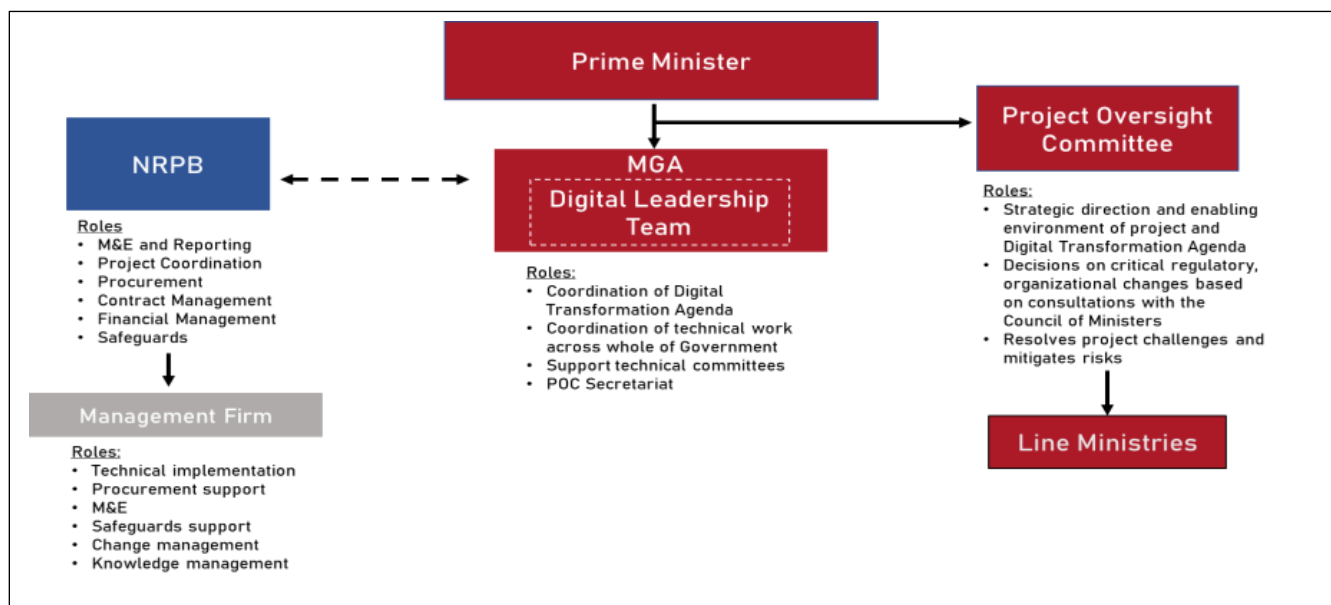 Prime Minister
NRPB
Roles
• M&E and Reporting
• Project Coordination
• Procurement
• Contract Management
• Financial Management
• Safeguards
Management Firm
Roles:
• Technical implementation
• Procurement support
• M&E
• Safeguards support
• Change management
• Knowledge management
MGA
Digital Leadership
Team
Roles:
• Coordination of Digital
Transformation Agenda
• Coordination of technical work
across whole of Government
• Support technical committees
• POC Secretariat
Project Oversight
Committee
Roles:
• Strategic direction and enabling
environment of project and
Digital Transformation Agenda
• Decisions on critical regulatory,
organizational changes based
on consultations with the
Council of Ministers
• Resolves project challenges and
mitigates risks
Line Ministries